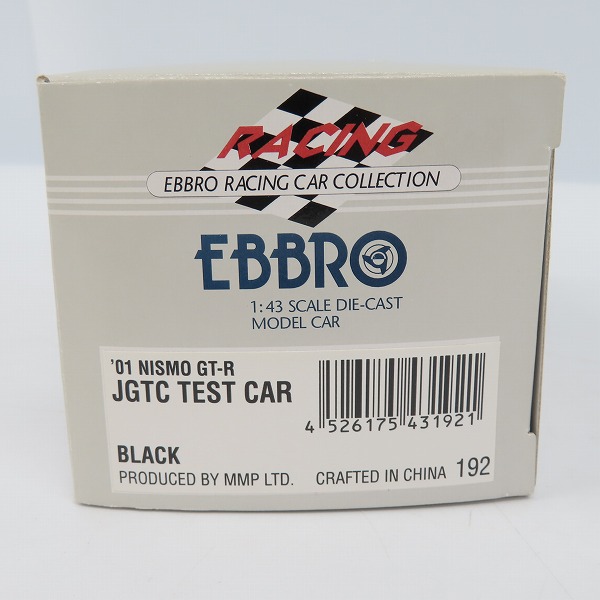 RACING
EBBRO RACING CAR COLLECTION
EBBRO
1:43 SCALE DIE-CAST
MODEL CAR
'01 NISMO GT-R
JGTC TEST CAR
4 526175 431921
BLACK
PRODUCED BY MMP LTD. CRAFTED IN CHINA 192